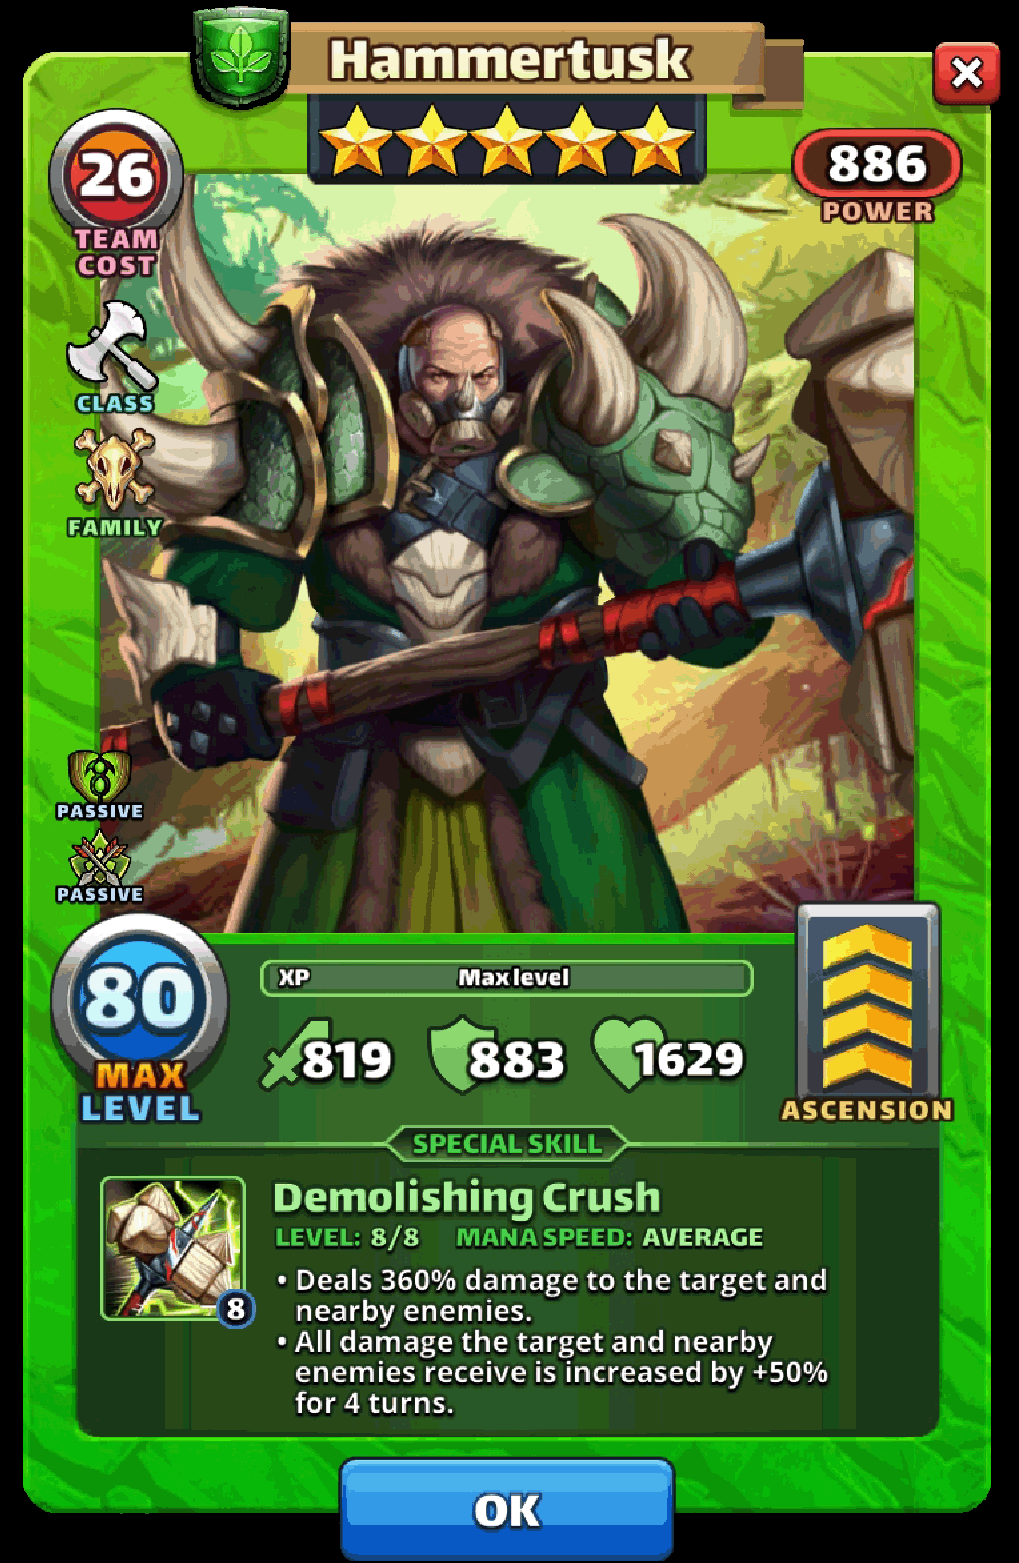 Hammertusk
26
TEAM
COST
886
POWER
CLASS
FAMILY
PASSIVE
PASSIVE
80
MAX
LEVEL
XP Max level
819 883 1629
ASCENSION
SPECIAL SKILL
Demolishing Crush
LEVEL: 8/8 MANA SPEED: AVERAGE
8
• Deals 360% damage to the target and
nearby enemies.
• All damage the target and nearby
enemies receive is increased by +50%
for 4 turns.
OK